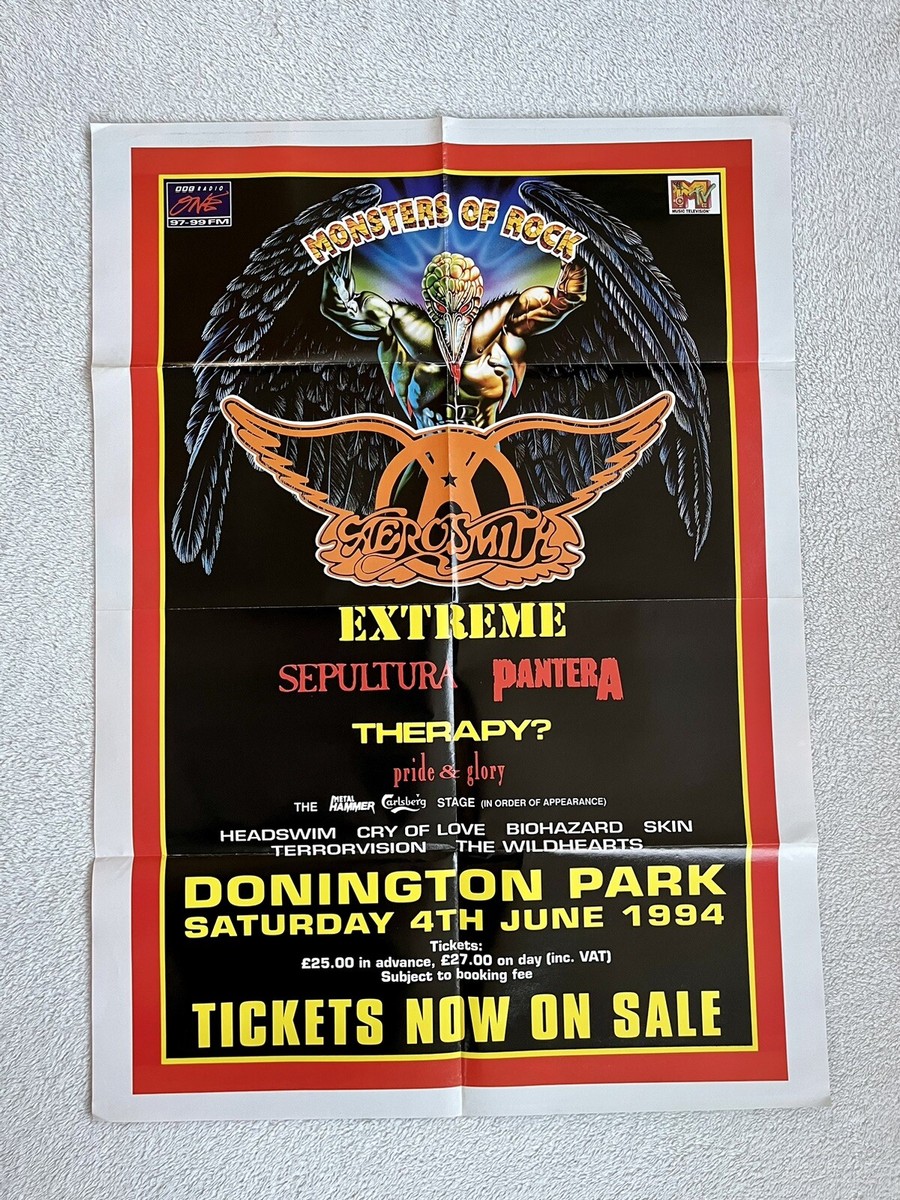 BBC RADIO
ONE
97-99 FM
MTV
MUSIC TELEVISION
MONSTERS OF ROCK
AEROSMITH
EXTREME
SEPULTURA PANTERA
THERAPY?
pride & glory
THE METAL HAMMER Carlsberg STAGE (IN ORDER OF APPEARANCE)
HEADSWIM CRY OF LOVE BIOHAZARD SKIN
TERRORVISION THE WILDHEARTS
DONINGTON PARK
SATURDAY 4TH JUNE 1994
Tickets:
£25.00 in advance, £27.00 on day (inc. VAT)
Subject to booking fee
TICKETS NOW ON SALE